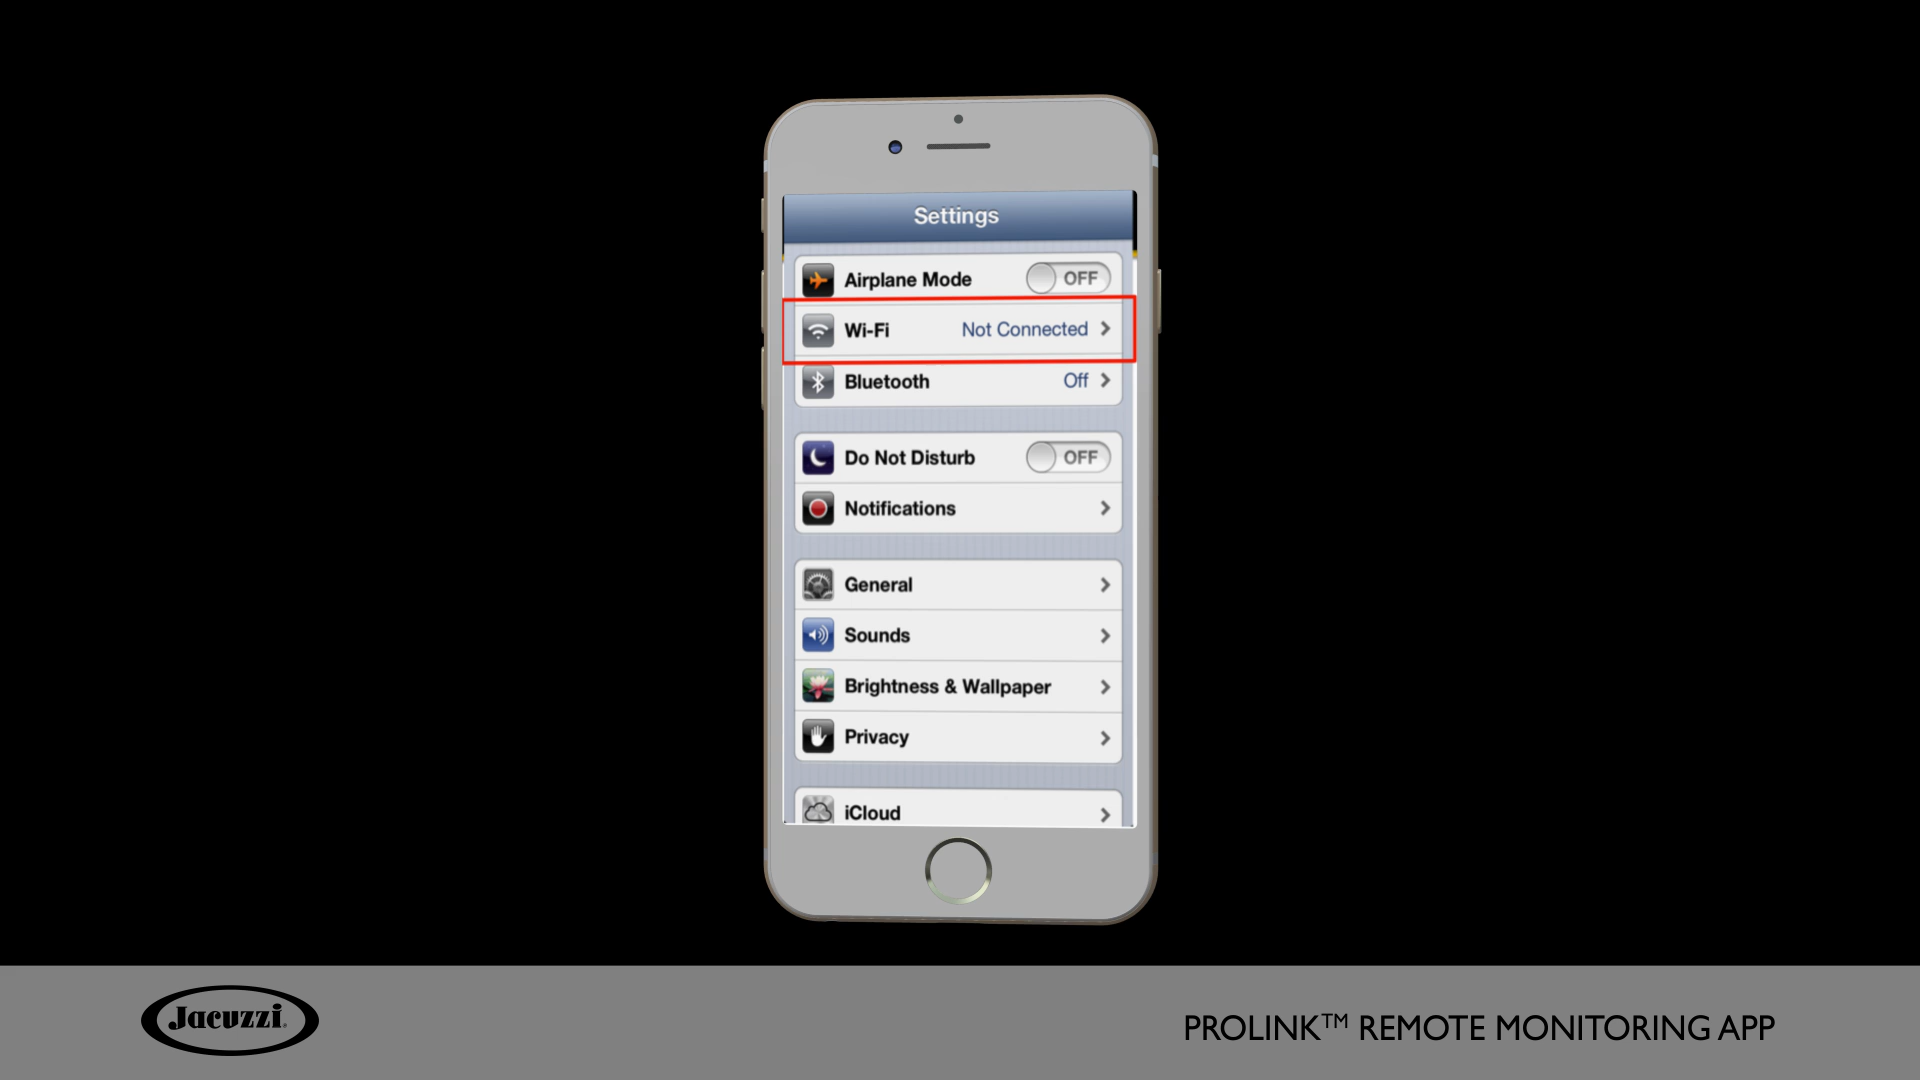 Settings
Airplane Mode OFF
Wi-Fi Not Connected
Bluetooth Off
Do Not Disturb OFF
Notifications
General
Sounds
Brightness & Wallpaper
Privacy
iCloud
Jacuzzi®
PROLINK™ REMOTE MONITORING APP